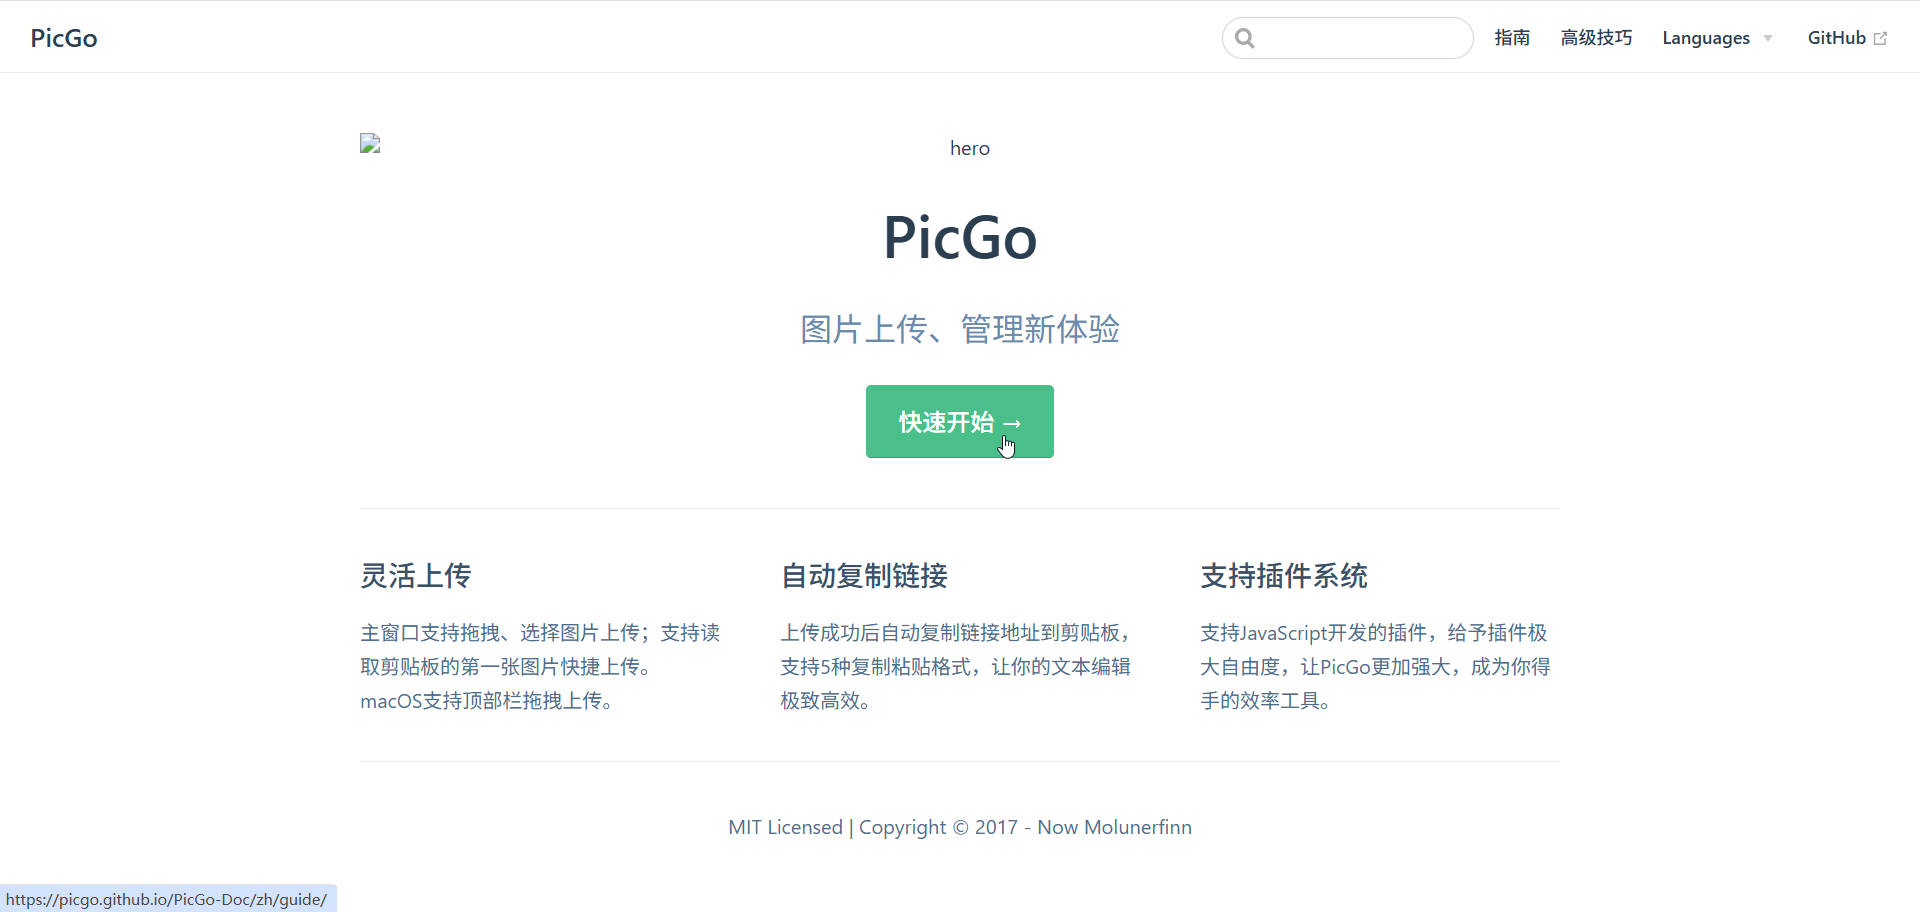 PicGo
指南
高级技巧
Languages
GitHub
hero
PicGo
图片上传、管理新体验
快速开始 →
灵活上传
主窗口支持拖拽、选择图片上传；支持读
取剪贴板的第一张图片快捷上传。
macOS支持顶部栏拖拽上传。
自动复制链接
上传成功后自动复制链接地址到剪贴板，
支持5种复制粘贴格式，让你的文本编辑
极致高效。
支持插件系统
支持JavaScript开发的插件，给予插件极
大自由度，让PicGo更加强大，成为你得
手的效率工具。
MIT Licensed | Copyright © 2017 - Now Molunerfinn
https://picgo.github.io/PicGo-Doc/zh/guide/